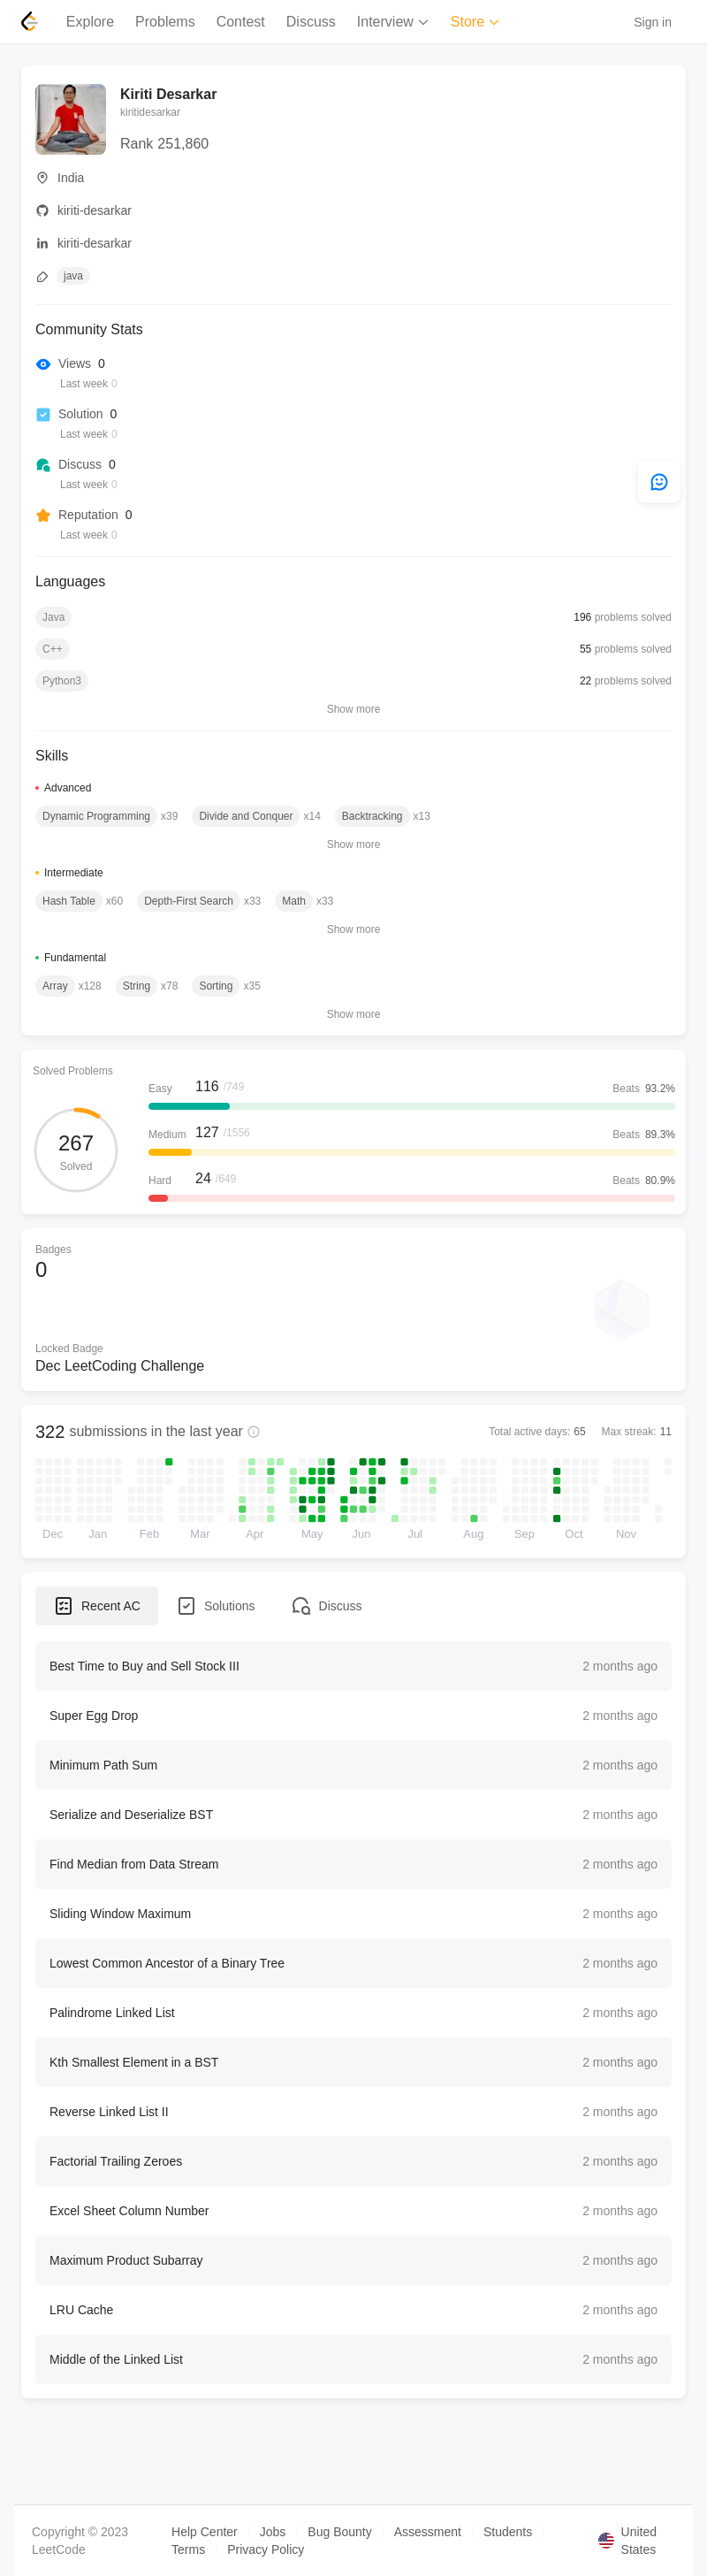 Explore Problems Contest Discuss Interview Store Sign in
Kiriti Desarkar
kiritidesarkar
Rank 251,860
India
kiriti-desarkar
kiriti-desarkar
java
Community Stats
Views 0
Last week 0
Solution 0
Last week 0
Discuss 0
Last week 0
Reputation 0
Last week 0
Languages
Java 196 problems solved
C++ 55 problems solved
Python3 22 problems solved
Show more
Skills
Advanced
Dynamic Programming x39 Divide and Conquer x14 Backtracking x13
Show more
Intermediate
Hash Table x60 Depth-First Search x33 Math x33
Show more
Fundamental
Array x128 String x78 Sorting x35
Show more
Solved Problems
267
Solved
Easy 116 /749 Beats 93.2%
Medium 127 /1556 Beats 89.3%
Hard 24 /649 Beats 80.9%
Badges
0
Locked Badge
Dec LeetCoding Challenge
322 submissions in the last year Total active days: 65 Max streak: 11
Dec Jan Feb Mar Apr May Jun Jul Aug Sep Oct Nov
Recent AC Solutions Discuss
Best Time to Buy and Sell Stock III 2 months ago
Super Egg Drop 2 months ago
Minimum Path Sum 2 months ago
Serialize and Deserialize BST 2 months ago
Find Median from Data Stream 2 months ago
Sliding Window Maximum 2 months ago
Lowest Common Ancestor of a Binary Tree 2 months ago
Palindrome Linked List 2 months ago
Kth Smallest Element in a BST 2 months ago
Reverse Linked List II 2 months ago
Factorial Trailing Zeroes 2 months ago
Excel Sheet Column Number 2 months ago
Maximum Product Subarray 2 months ago
LRU Cache 2 months ago
Middle of the Linked List 2 months ago
Copyright © 2023 LeetCode
Help Center Jobs Bug Bounty Assessment Students
Terms Privacy Policy
United States